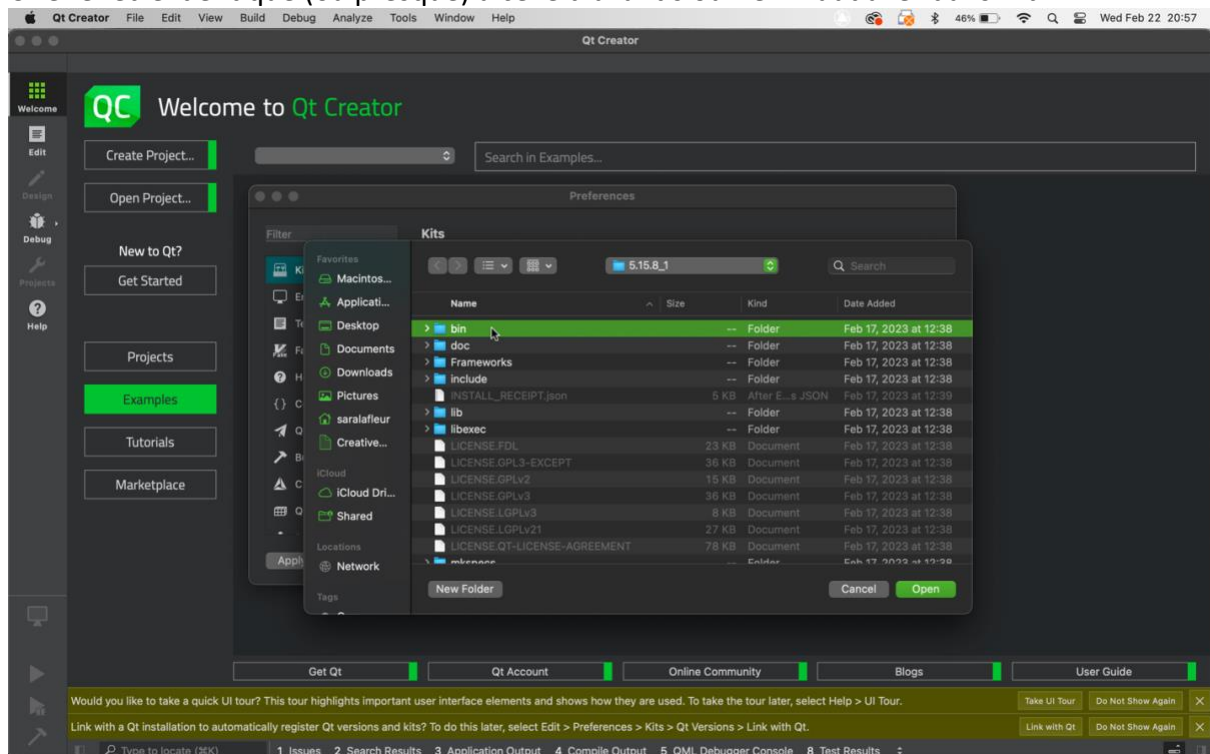 Qt Creator File Edit View Build Debug Analyze Tools Window Help 46% Wed Feb 22 20:57
Qt Creator
Welcome
QC Welcome to Qt Creator
Edit
Create Project... Search in Examples...
Design
Open Project... Preferences
Debug
Filter Kits
New to Qt?
Projects
Get Started
Help
Favorites
Macintos... 5.15.8_1 Search
Applicati... Name Size Kind Date Added
Desktop bin -- Folder Feb 17, 2023 at 12:38
Documents doc -- Folder Feb 17, 2023 at 12:38
Projects Frameworks -- Folder Feb 17, 2023 at 12:38
Downloads include -- Folder Feb 17, 2023 at 12:38
Examples Pictures INSTALL_RECEIPT.json 5 KB After E...s JSON Feb 17, 2023 at 12:39
saralafleur lib -- Folder Feb 17, 2023 at 12:38
libexec -- Folder Feb 17, 2023 at 12:38
Tutorials Creative... LICENSE.FDL 23 KB Document Feb 17, 2023 at 12:38
LICENSE.GPL3-EXCEPT 36 KB Document Feb 17, 2023 at 12:38
iCloud
Marketplace iCloud Dri... LICENSE.GPLv2 15 KB Document Feb 17, 2023 at 12:38
LICENSE.GPLv3 36 KB Document Feb 17, 2023 at 12:38
Shared LICENSE.LGPLv3 8 KB Document Feb 17, 2023 at 12:38
LICENSE.LGPLv21 27 KB Document Feb 17, 2023 at 12:38
Locations LICENSE.QT-LICENSE-AGREEMENT 78 KB Document Feb 17, 2023 at 12:38
Network mkspecs -- Folder Feb 17, 2023 at 12:38
Tags New Folder Cancel Open
Get Qt Qt Account Online Community Blogs User Guide
Would you like to take a quick UI tour? This tour highlights important user interface elements and shows how they are used. To take the tour later, select Help > UI Tour. Take UI Tour Do Not Show Again
Link with a Qt installation to automatically register Qt versions and kits? To do this later, select Edit > Preferences > Kits > Qt Versions > Link with Qt. Link with Qt Do Not Show Again
Type to locate (⌘K) 1 Issues 2 Search Results 3 Application Output 4 Compile Output 5 QML Debugger Console 8 Test Results